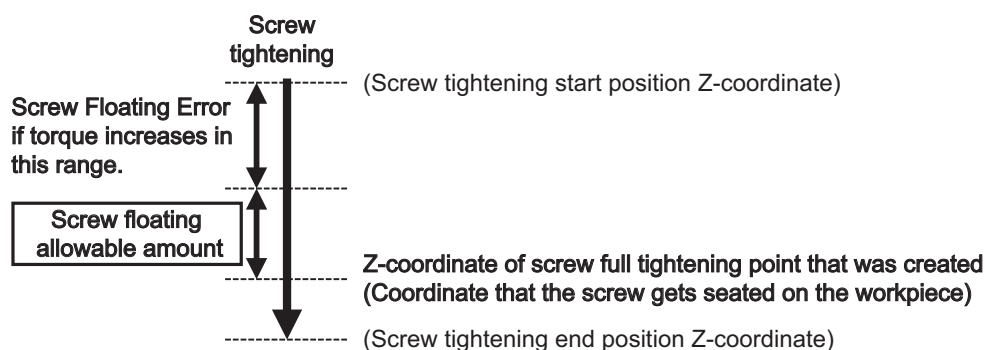 Screw
tightening
(Screw tightening start position Z-coordinate)
Screw Floating Error
if torque increases in
this range.
Screw floating
allowable amount
Z-coordinate of screw full tightening point that was created
(Coordinate that the screw gets seated on the workpiece)
(Screw tightening end position Z-coordinate)